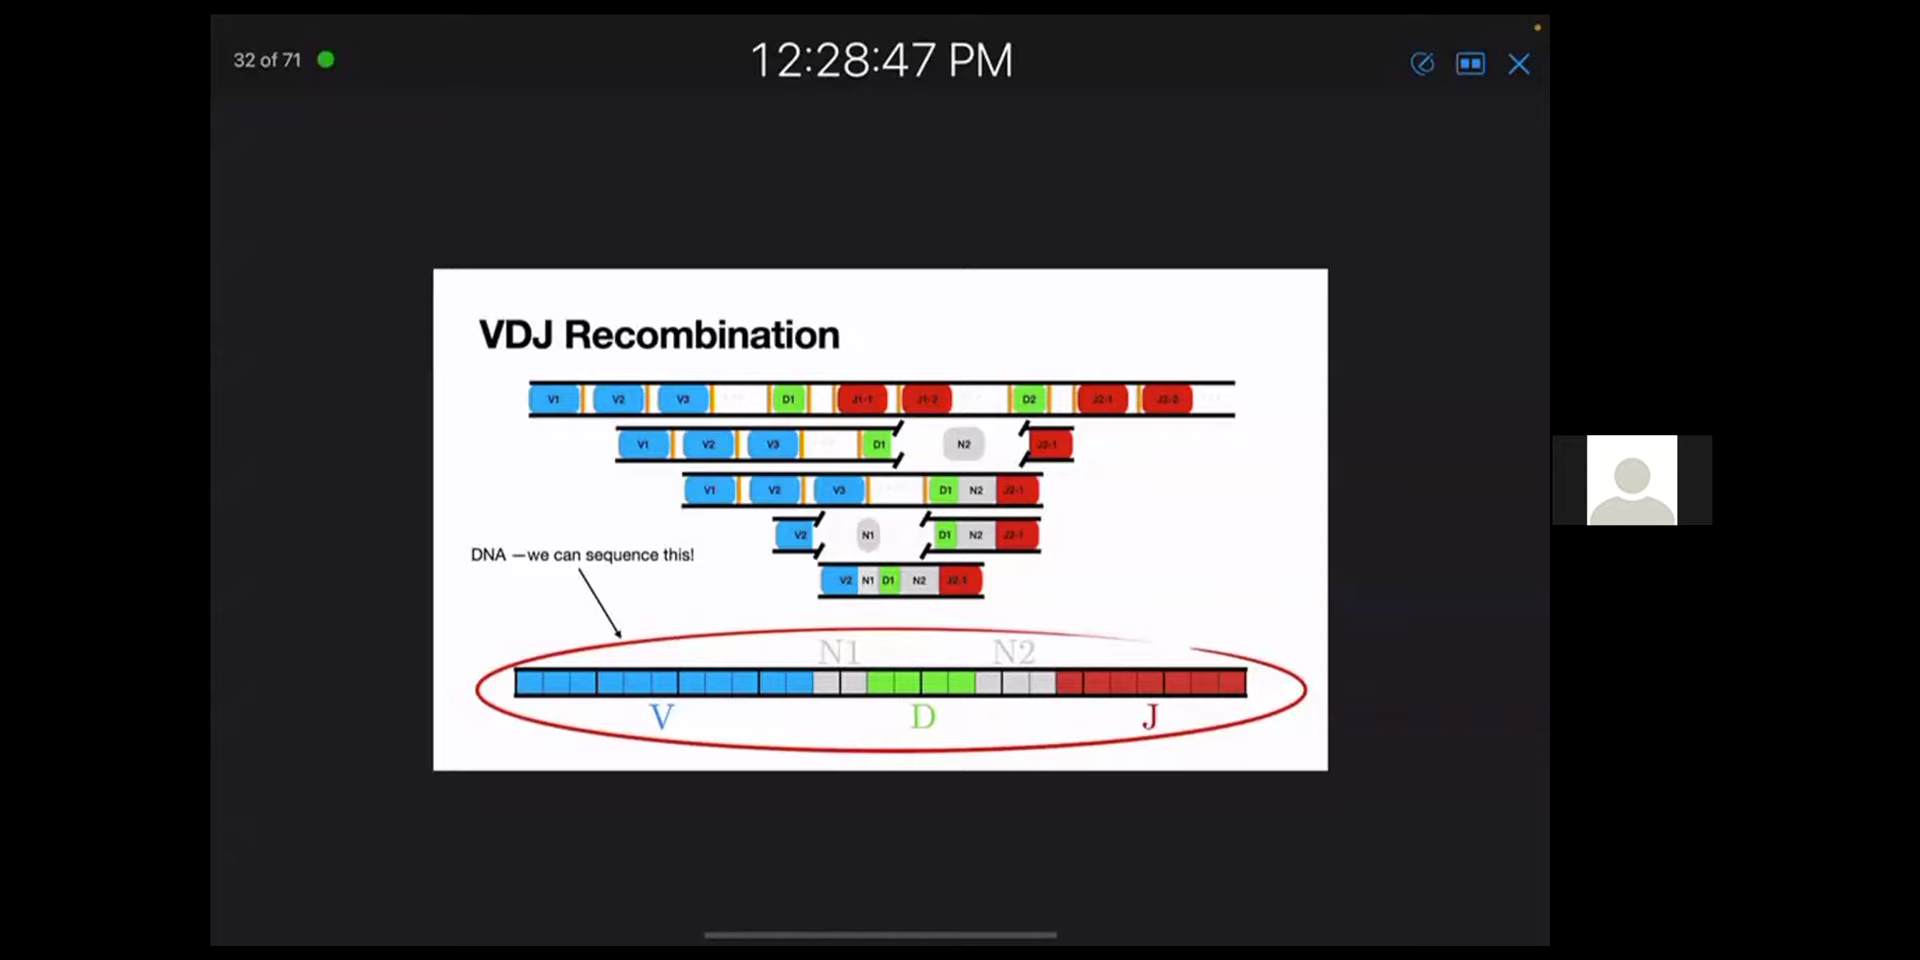 32 of 71
12:28:47 PM
VDJ Recombination
V1 V2 V3 D1 J1-1 J1-2 D2 J2-1 J2-2
V1 V2 V3 D1 N2 J2-1
V1 V2 V3 D1 N2 J2-1
V2 N1 D1 N2 J2-1
DNA —we can sequence this!
V2 N1 D1 N2 J2-1
N1 N2
V D J